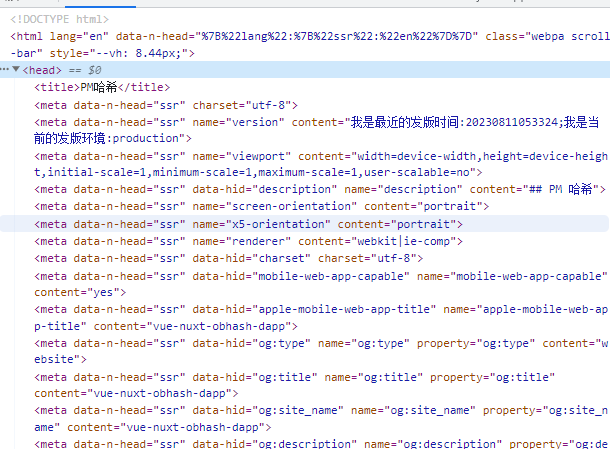 <!DOCTYPE html>
<html lang="en" data-n-head="%7B%22lang%22:%7B%22ssr%22:%22en%22%7D%7D" class="webpa scroll
-bar" style="--vh: 8.44px;">
··· ▼<head> == $0
<title>PM哈希</title>
<meta data-n-head="ssr" charset="utf-8">
<meta data-n-head="ssr" name="version" content="我是最近的发版时间:20230811053324;我是当
前的发版环境:production">
<meta data-n-head="ssr" name="viewport" content="width=device-width,height=device-heigh
t,initial-scale=1,minimum-scale=1,maximum-scale=1,user-scalable=no">
<meta data-n-head="ssr" data-hid="description" name="description" content="## PM 哈希">
<meta data-n-head="ssr" name="screen-orientation" content="portrait">
<meta data-n-head="ssr" name="x5-orientation" content="portrait">
<meta data-n-head="ssr" name="renderer" content="webkit|ie-comp">
<meta data-n-head="ssr" data-hid="charset" charset="utf-8">
<meta data-n-head="ssr" data-hid="mobile-web-app-capable" name="mobile-web-app-capable"
content="yes">
<meta data-n-head="ssr" data-hid="apple-mobile-web-app-title" name="apple-mobile-web-ap
p-title" content="vue-nuxt-obhash-dapp">
<meta data-n-head="ssr" data-hid="og:type" name="og:type" property="og:type" content="w
ebsite">
<meta data-n-head="ssr" data-hid="og:title" name="og:title" property="og:title"
content="vue-nuxt-obhash-dapp">
<meta data-n-head="ssr" data-hid="og:site_name" name="og:site_name" property="og:site_n
ame" content="vue-nuxt-obhash-dapp">
<meta data-n-head="ssr" data-hid="og:description" name="og:description" property="og:de